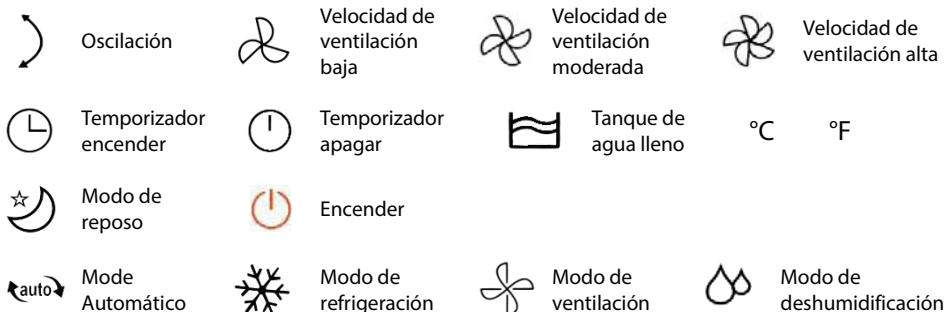 Oscilación
Velocidad de
ventilación
baja
Velocidad de
ventilación
moderada
Velocidad de
ventilación alta
Temporizador
encender
Temporizador
apagar
Tanque de
agua lleno
°C
°F
Modo de
reposo
Encender
auto
Mode
Automático
Modo de
refrigeración
Modo de
ventilación
Modo de
deshumidificación